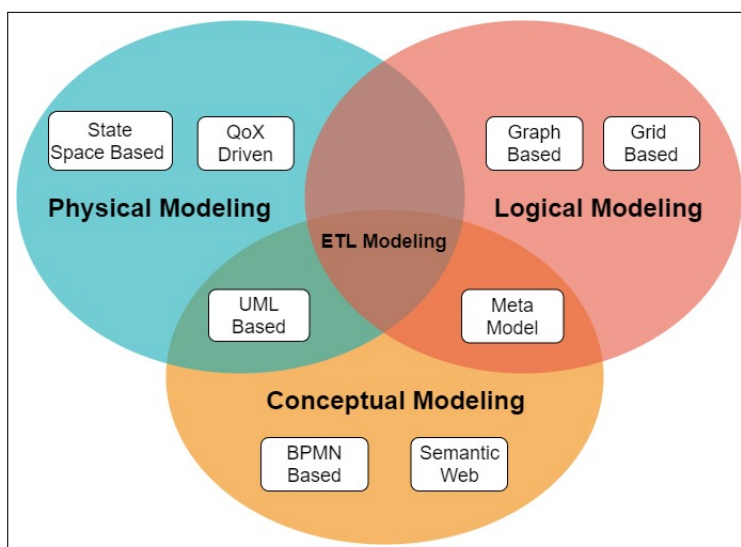 State
Space Based
QoX
Driven
Graph
Based
Grid
Based
Physical Modeling
Logical Modeling
ETL Modeling
UML
Based
Meta
Model
Conceptual Modeling
BPMN
Based
Semantic
Web